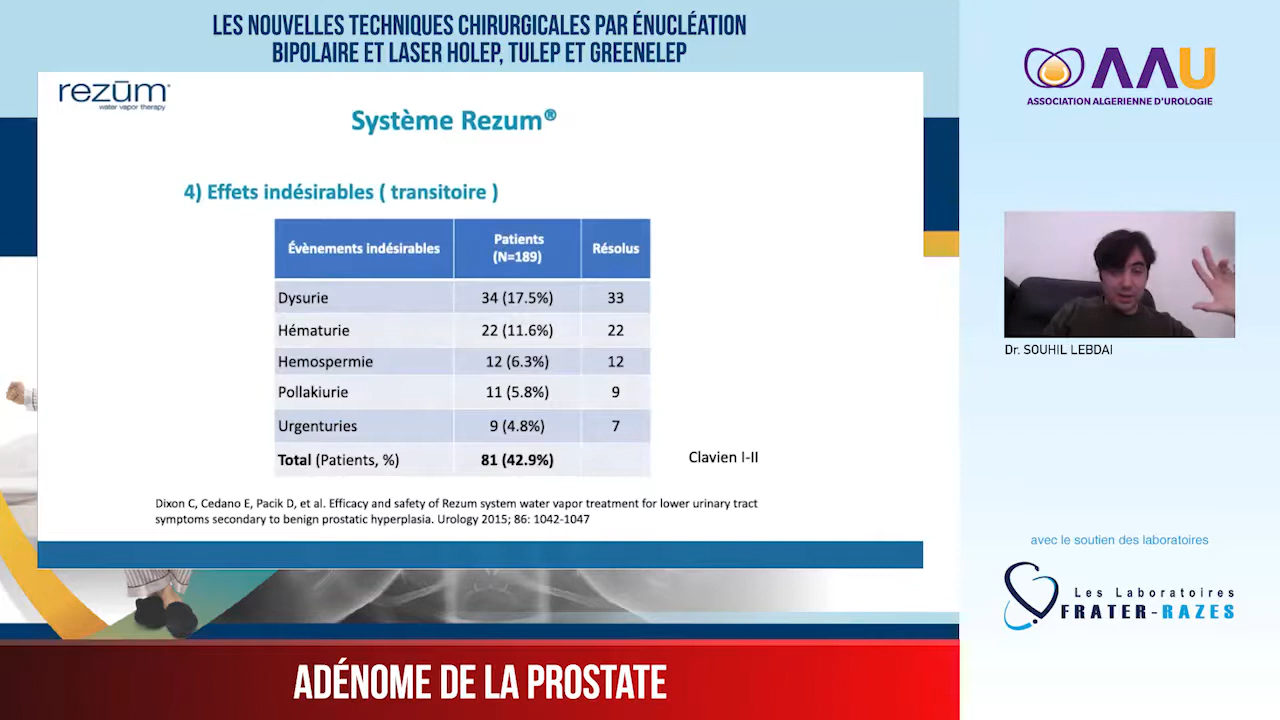 LES NOUVELLES TECHNIQUES CHIRURGICALES PAR ÉNUCLÉATION
BIPOLAIRE ET LASER HOLEP, TULEP ET GREENELEP
rezūm
water vapor therapy
Système Rezum®
4) Effets indésirables ( transitoire )
Évènements indésirables Patients (N=189) Résolus
Dysurie 34 (17.5%) 33
Hématurie 22 (11.6%) 22
Hemospermie 12 (6.3%) 12
Pollakiurie 11 (5.8%) 9
Urgenturies 9 (4.8%) 7
Total (Patients, %) 81 (42.9%)
Clavien I-II
Dixon C, Cedano E, Pacik D, et al. Efficacy and safety of Rezum system water vapor treatment for lower urinary tract
symptoms secondary to benign prostatic hyperplasia. Urology 2015; 86: 1042-1047
ADÉNOME DE LA PROSTATE
AAU
ASSOCIATION ALGERIENNE D'UROLOGIE
Dr. SOUHIL LEBDAI
avec le soutien des laboratoires
Les Laboratoires
FRATER-RAZES